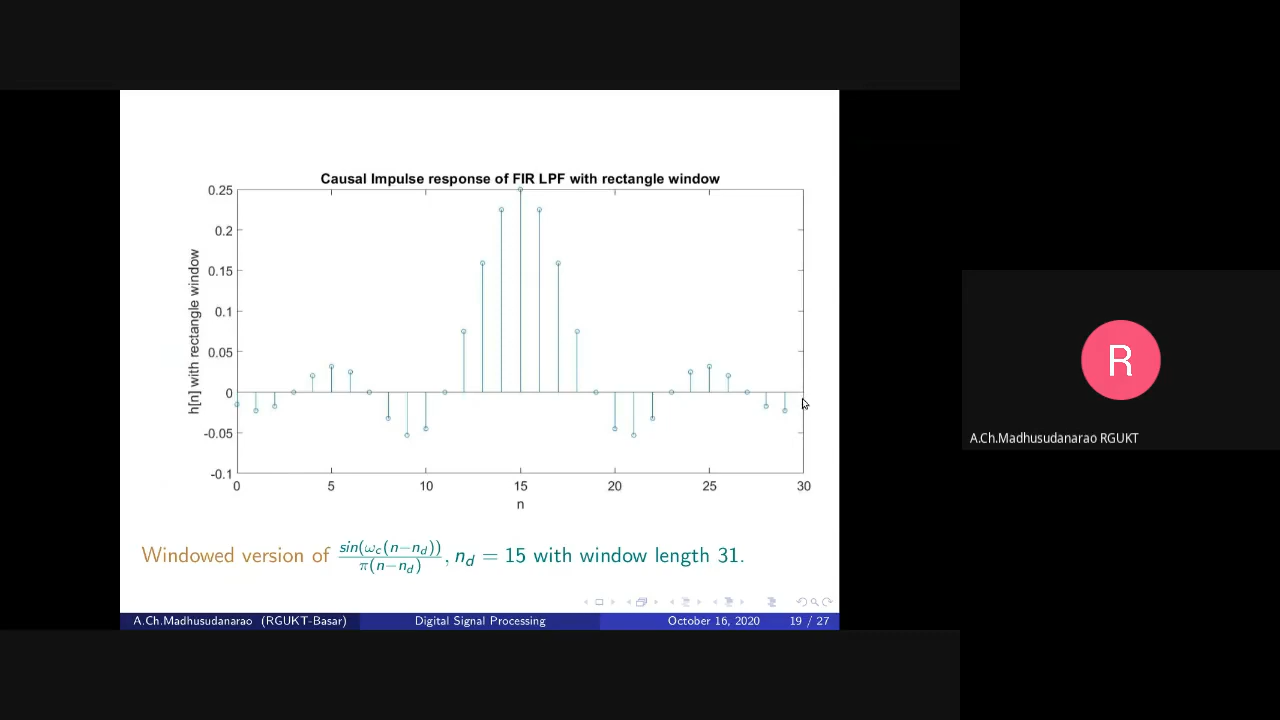 Causal Impulse response of FIR LPF with rectangle window
h[n] with rectangle window
0.25
0.2
0.15
0.1
0.05
0
-0.05
-0.1
0 5 10 15 20 25 30
n
Windowed version of sin(ω_c(n−n_d))/π(n−n_d), n_d = 15 with window length 31.
A.Ch.Madhusudanarao (RGUKT-Basar) Digital Signal Processing October 16, 2020 19 / 27
R
A.Ch.Madhusudanarao RGUKT